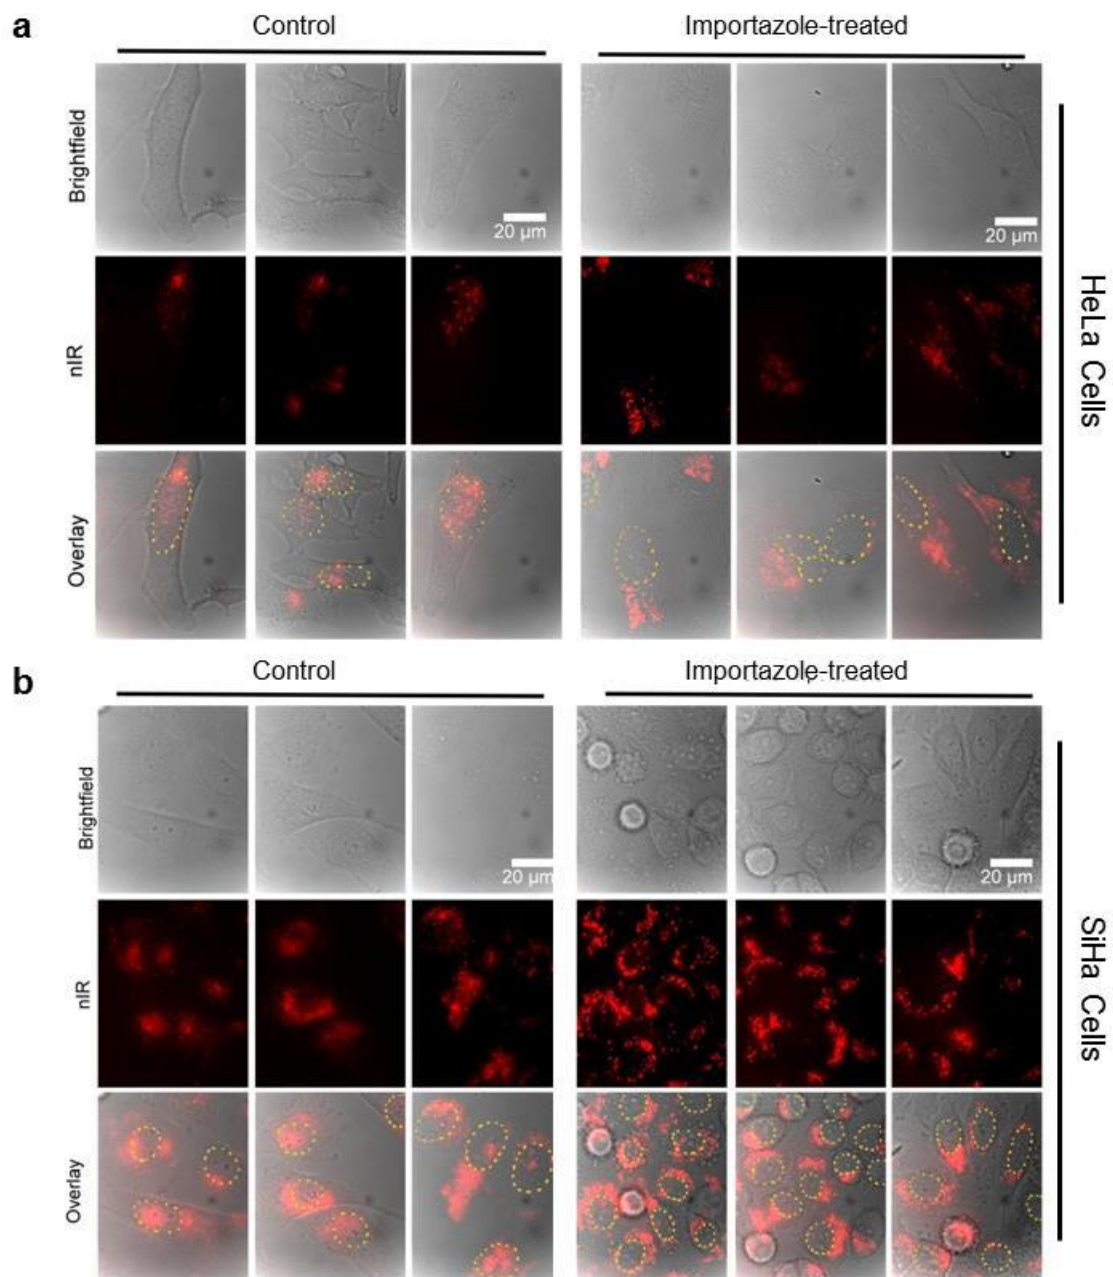 a
Control
Importazole-treated
Brightfield
20 µm
20 µm
nIR
Overlay
HeLa Cells
b
Control
Importazole-treated
Brightfield
20 µm
20 µm
nIR
Overlay
SiHa Cells